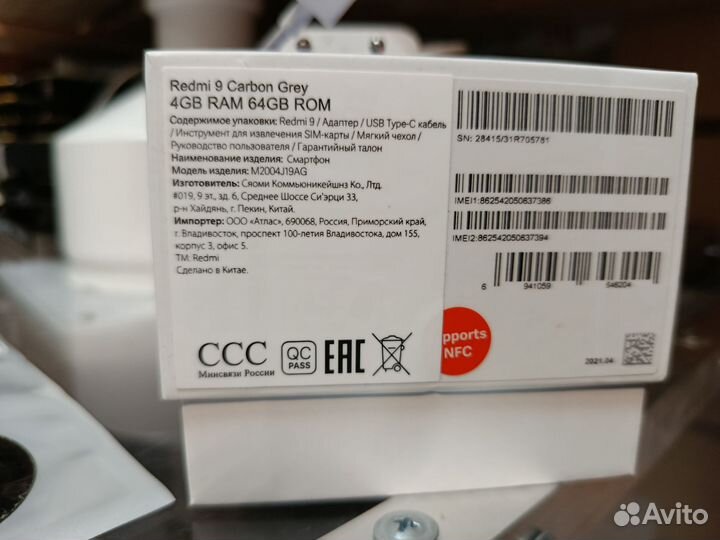 Redmi 9 Carbon Grey
4GB RAM 64GB ROM
Содержимое упаковки: Redmi 9 / Адаптер / USB Type-C кабель
/ Инструмент для извлечения SIM-карты / Мягкий чехол /
Руководство пользователя / Гарантийный талон
Наименование изделия: Смартфон
Модель изделия: M2004J19AG
Изготовитель: Сяоми Коммьюникейшнз Ко., Лтд.
#019, 9 эт., зд. 6, Среднее Шоссе Си'эрци 33,
р-н Хайдянь, г. Пекин, Китай.
Импортер: ООО «Атлас», 690068, Россия, Приморский край,
г. Владивосток, проспект 100-летия Владивостока, дом 155,
корпус 3, офис 5.
TM: Redmi
Сделано в Китае.
CCC
Минсвязи России
QC
PASS
EAC
SN: 28415/31R705781
IMEI1:862542050637386
IMEI2:862542050637394
6 941059 646204
pports
NFC
2021.04
Avito